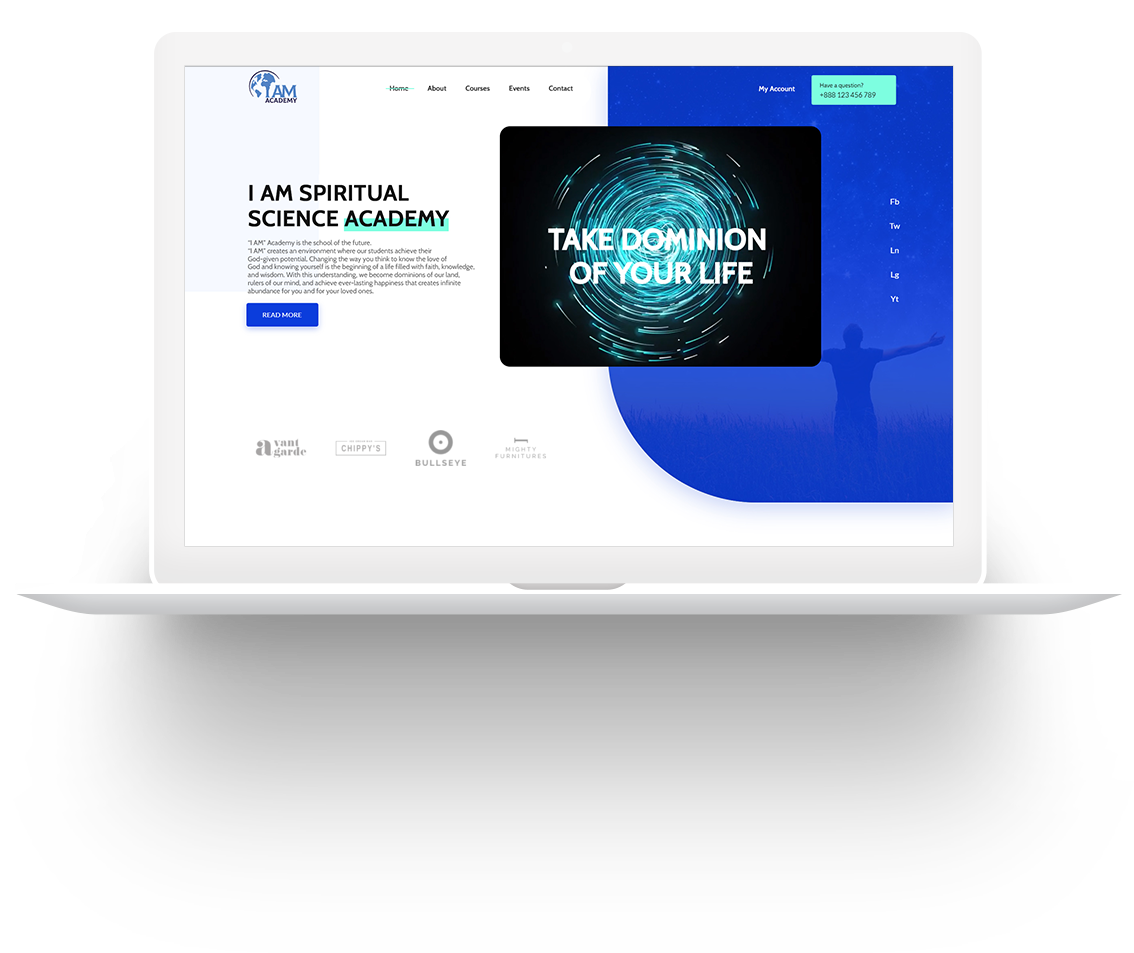 I AM
ACADEMY
Home
About
Courses
Events
Contact
My Account
Have a question?
+888 123 456 789
I AM SPIRITUAL
SCIENCE ACADEMY
"I AM" Academy is the school of the future.
"I AM" creates an environment where our students achieve their
God-given potential, Changing the way you think to know the love of
God and knowing yourself is the beginning of a life filled with faith, knowledge,
and wisdom. With this understanding, we become dominions of our land,
rulers of our mind, and achieve ever-lasting happiness that creates infinite
abundance for you and for your loved ones.
READ MORE
TAKE DOMINION
OF YOUR LIFE
Fb
Tw
Ln
Lg
Yt
avant
garde
CHIPPY'S
BULLSEYE
MIGHTY
FURNITURES